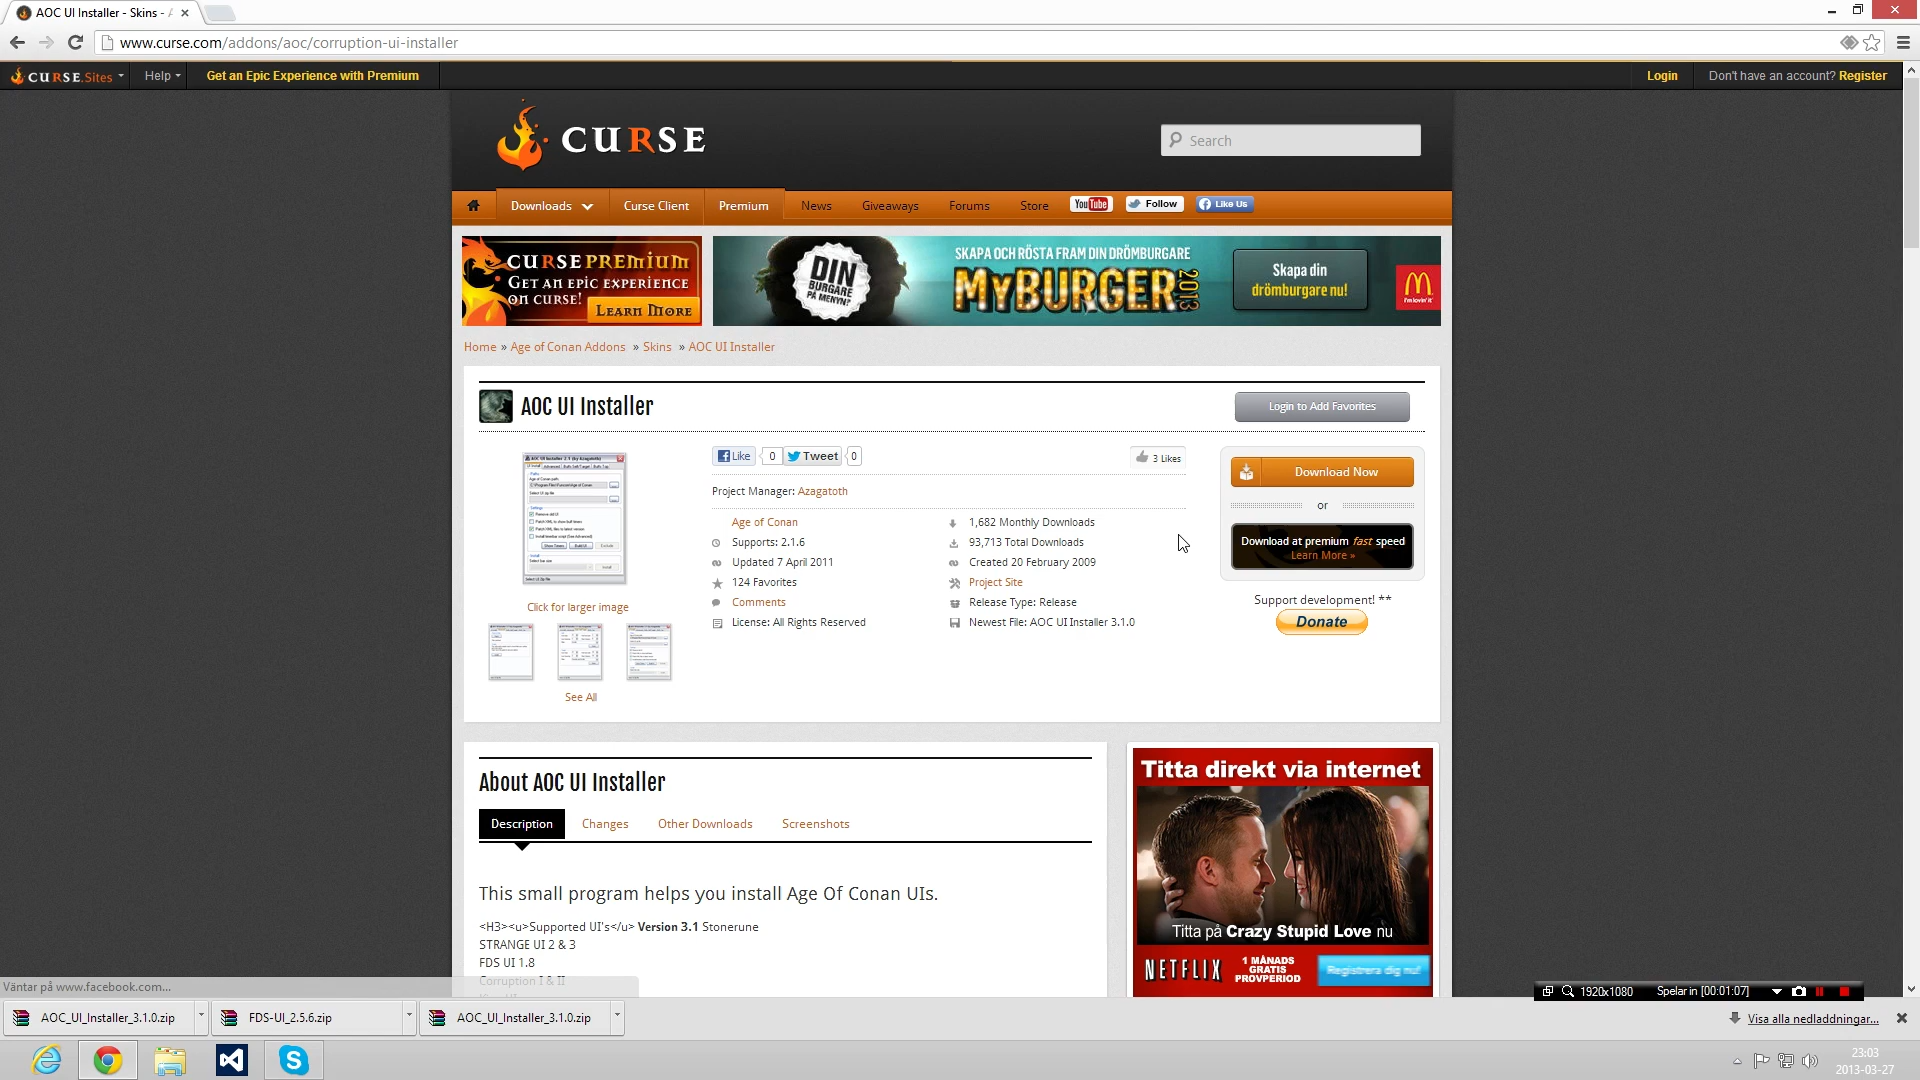 AOC UI Installer - Skins - A
www.curse.com/addons/aoc/corruption-ui-installer
CURSE.Sites
Help
Get an Epic Experience with Premium
Login
Don't have an account? Register
CURSE
Search
Downloads
Curse Client
Premium
News
Giveaways
Forums
Store
YouTube
Follow
Like Us
CURSE PREMIUM
GET AN EPIC EXPERIENCE
ON CURSE!
LEARN MORE
DIN
BURGARE
PÅ MENYN?
SKAPA OCH RÖSTA FRAM DIN DRÖMBURGARE
MYBURGER
2013
Skapa din
drömburgare nu!
i'm lovin' it
Home » Age of Conan Addons » Skins » AOC UI Installer
AOC UI Installer
Login to Add Favorites
Like 0 Tweet 0
3 Likes
Project Manager: Azagatoth
Age of Conan
Supports: 2.1.6
Updated 7 April 2011
124 Favorites
Comments
License: All Rights Reserved
1,682 Monthly Downloads
93,713 Total Downloads
Created 20 February 2009
Project Site
Release Type: Release
Newest File: AOC UI Installer 3.1.0
Download Now
or
Download at premium fast speed
Learn More »
Support development! **
Donate
Click for larger image
See All
About AOC UI Installer
Description
Changes
Other Downloads
Screenshots
This small program helps you install Age Of Conan UIs.
<H3><u>Supported UI's</u> Version 3.1 Stonerune
STRANGE UI 2 & 3
FDS UI 1.8
Corruption I & II
Titta direkt via internet
Titta på Crazy Stupid Love nu
NETFLIX
1 MÅNADS
GRATIS
PROVPERIOD
Registrera dig nu!
Väntar på www.facebook.com...
1920x1080
Spelar in [00:01:07]
AOC_UI_Installer_3.1.0.zip
FDS-UI_2.5.6.zip
AOC_UI_Installer_3.1.0.zip
Visa alla nedladdningar...
23:03
2013-03-27